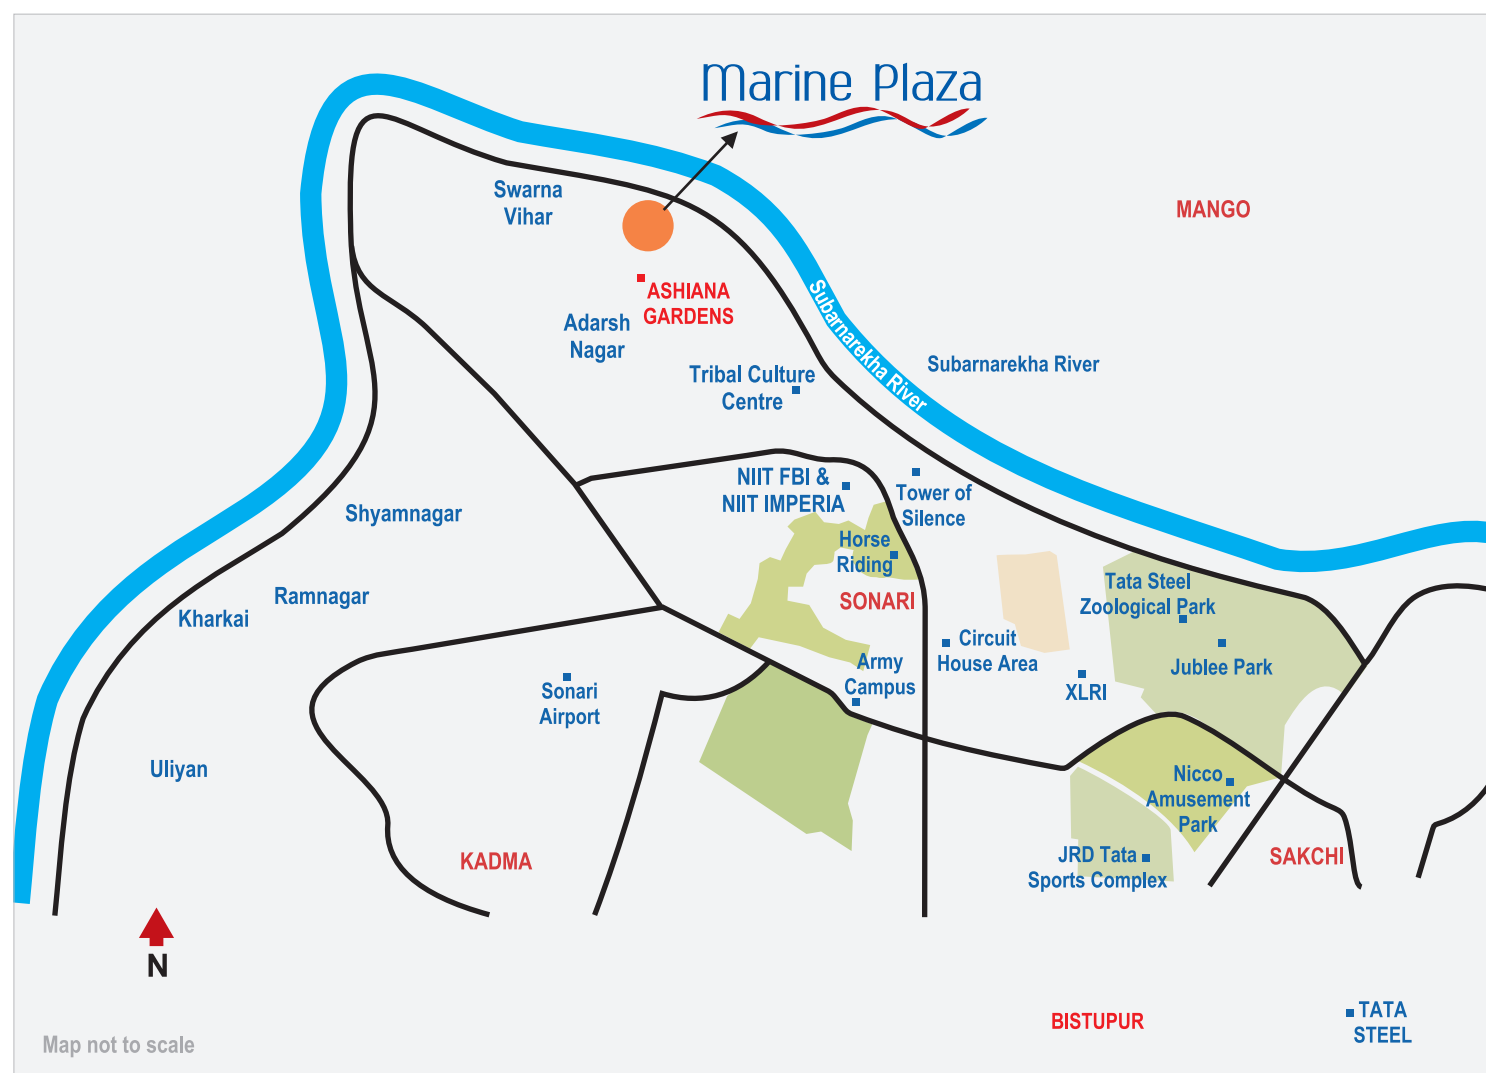 Marine Plaza
Swarna
Vihar
MANGO
ASHIANA
GARDENS
Adarsh
Nagar
Subarnarekha River
Subarnarekha River
Tribal Culture
Centre
NIIT FBI &
NIIT IMPERIA
Tower of
Silence
Shyamnagar
Horse
Riding
Tata Steel
Zoological Park
Ramnagar
SONARI
Kharkai
Circuit
House Area
Jublee Park
Army
Campus
XLRI
Sonari
Airport
Uliyan
Nicco
Amusement
Park
KADMA
JRD Tata
Sports Complex
SAKCHI
N
BISTUPUR
TATA
STEEL
Map not to scale